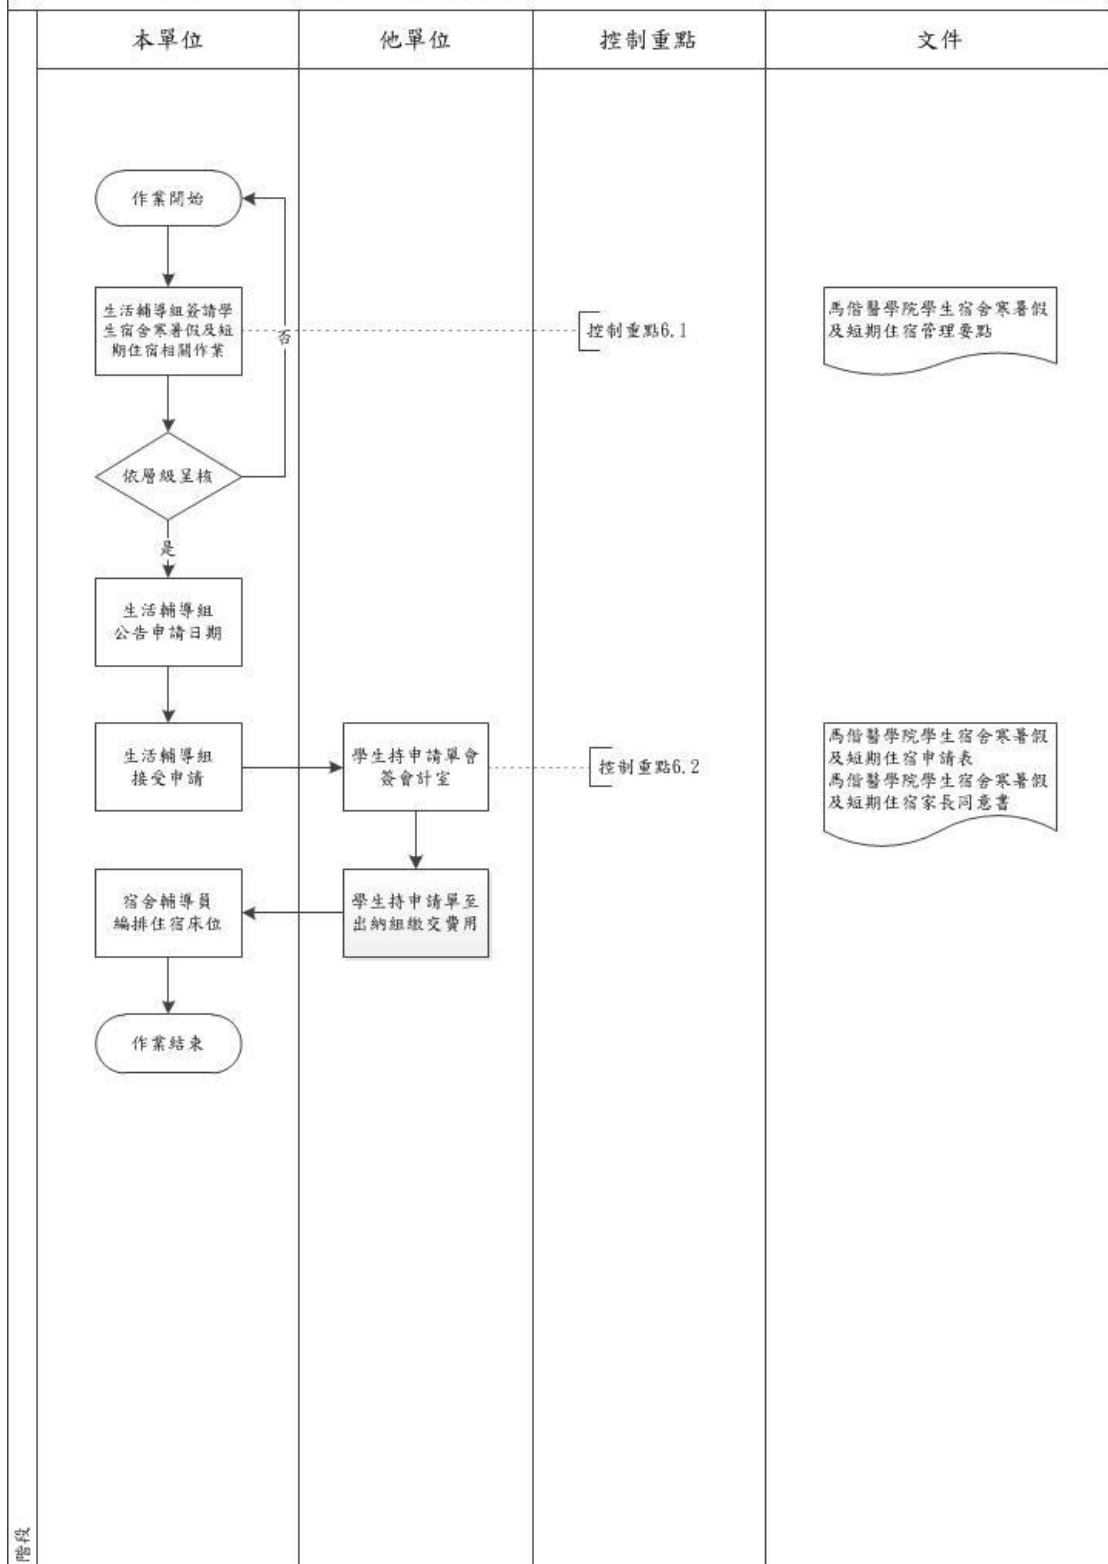 本單位
他單位
控制重點
文件
作業開始
生活輔導組簽請學
生宿舍寒暑假及短
期住宿相關作業
否
控制重點6.1
馬偕醫學院學生宿舍寒暑假
及短期住宿管理要點
依層級呈核
是
生活輔導組
公告申請日期
生活輔導組
接受申請
學生持申請單會
簽會計室
控制重點6.2
馬偕醫學院學生宿舍寒暑假
及短期住宿申請表
馬偕醫學院學生宿舍寒暑假
及短期住宿家長同意書
宿舍輔導員
編排住宿床位
學生持申請單至
出納組繳交費用
作業結束
階段